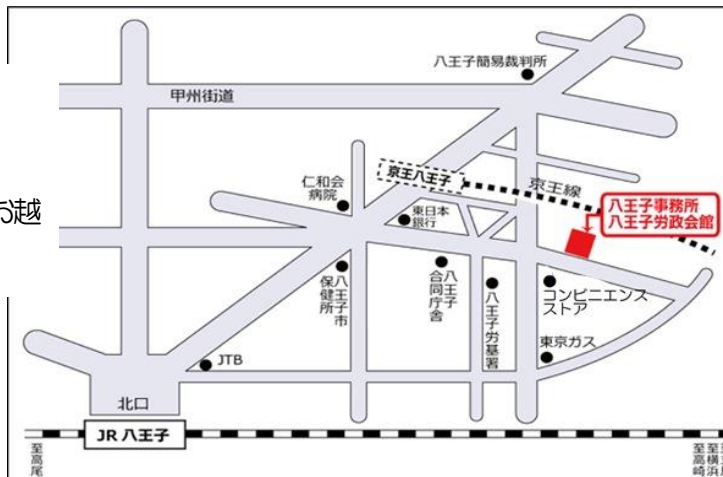 八王子簡易裁判所
甲州街道
お越
仁和会
病院
京王八王子
京王線
東日本
銀行
八王子事務所
八王子労政会館
八王子市
保健所
八王子
合同庁舎
八王子労基署
コンビニエンス
ストア
東京ガス
JTB
北口
JR 八王子
至高尾
至高崎
至横浜